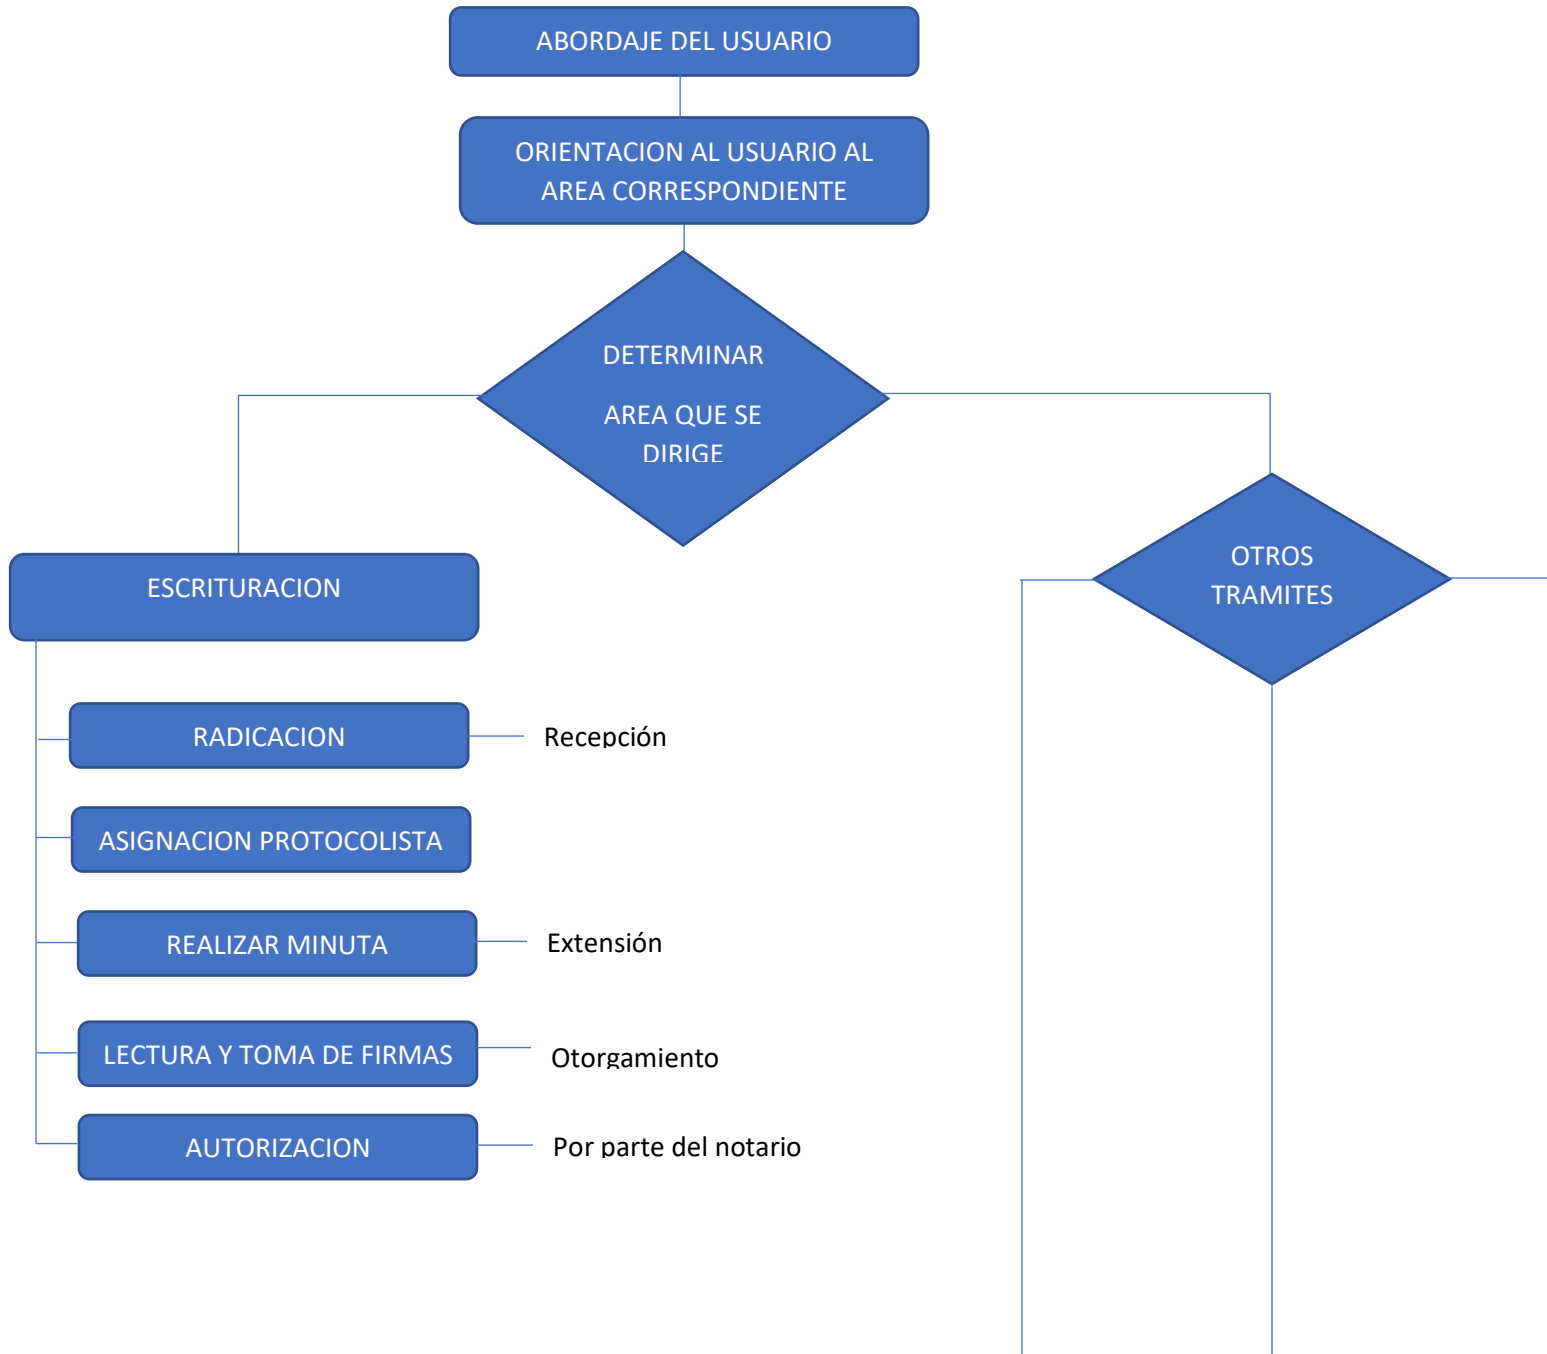 ABORDAJE DEL USUARIO
ORIENTACION AL USUARIO AL
AREA CORRESPONDIENTE
DETERMINAR
AREA QUE SE
DIRIGE
OTROS
TRAMITES
ESCRITURACION
RADICACION
Recepción
ASIGNACION PROTOCOLISTA
REALIZAR MINUTA
Extensión
LECTURA Y TOMA DE FIRMAS
Otorgamiento
AUTORIZACION
Por parte del notario